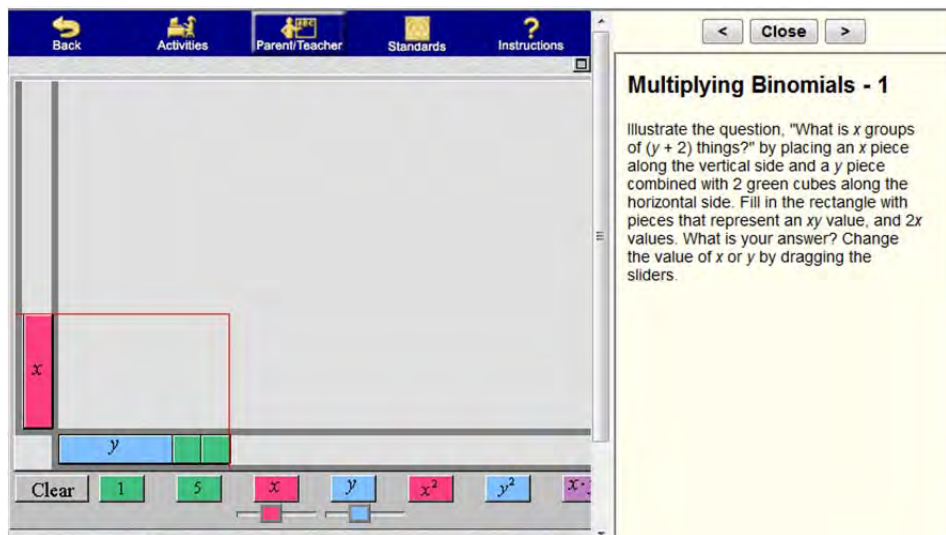 Back Activities Parent/Teacher Standards Instructions
ABC
?
< Close >
Multiplying Binomials - 1
Illustrate the question, "What is x groups
of (y + 2) things?" by placing an x piece
along the vertical side and a y piece
combined with 2 green cubes along the
horizontal side. Fill in the rectangle with
pieces that represent an xy value, and 2x
values. What is your answer? Change
the value of x or y by dragging the
sliders.
x
y
Clear 1 5 x y x² y² x·